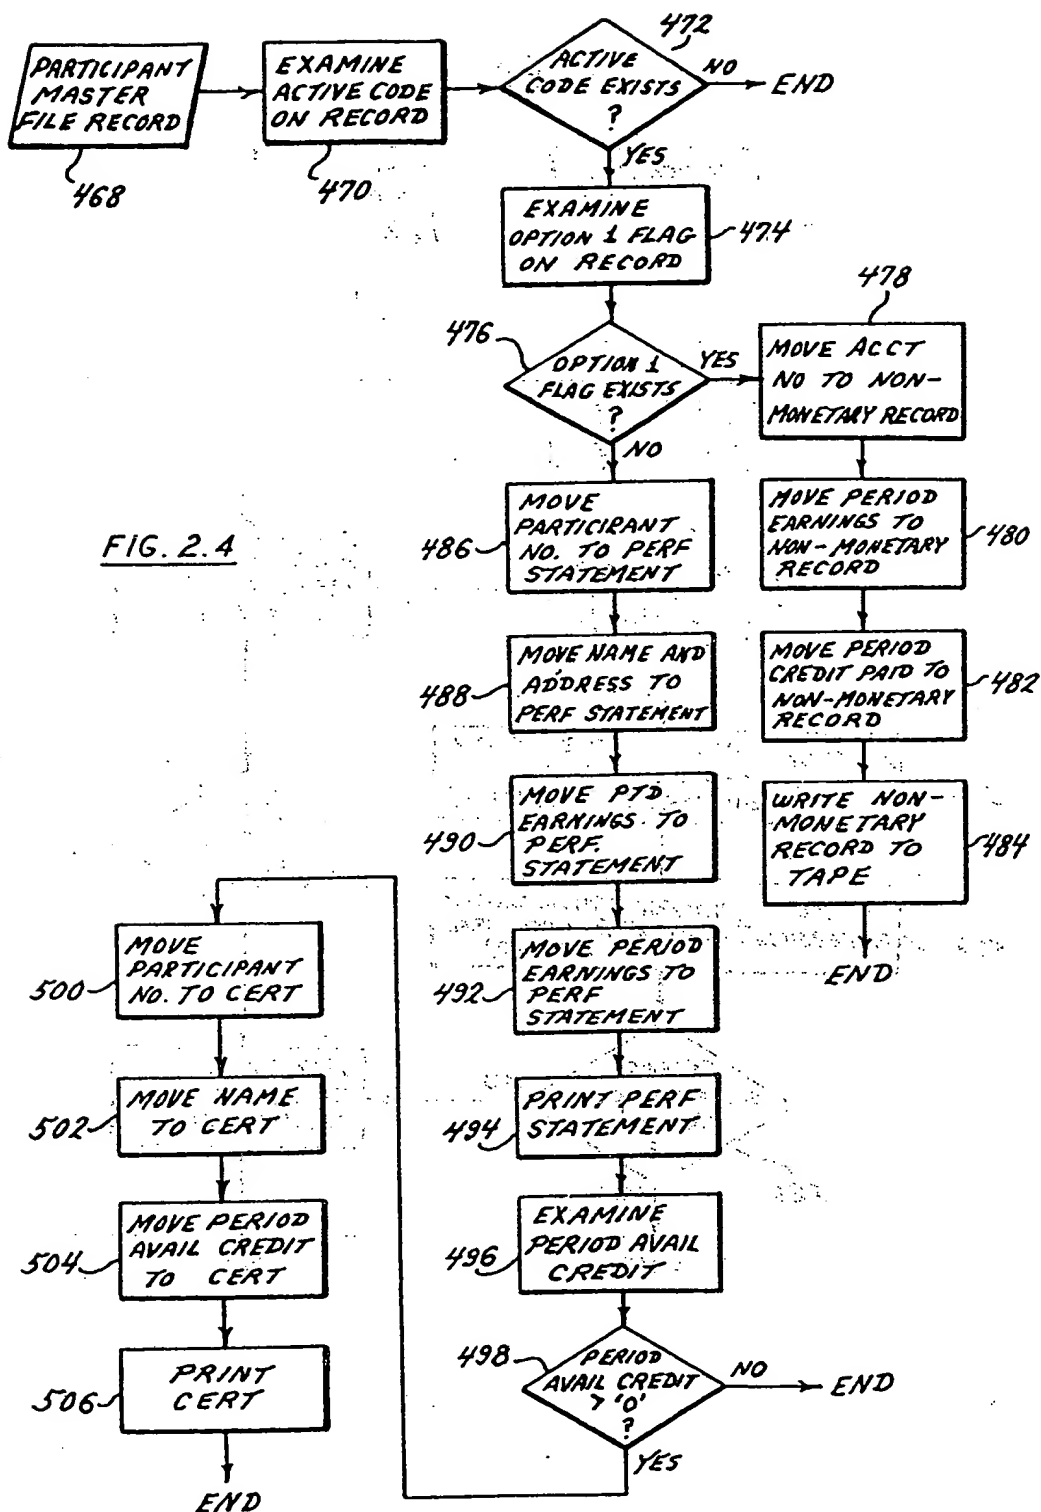 PARTICIPANT
MASTER
FILE RECORD
468
EXAMINE
ACTIVE CODE
ON RECORD
470
472
ACTIVE
CODE EXISTS
?
NO
END
YES
EXAMINE
OPTION 1 FLAG
ON RECORD
474
476
OPTION 1
FLAG EXISTS
?
YES
NO
478
MOVE ACCT
NO TO NON-
MONETARY RECORD
MOVE PERIOD
EARNINGS TO
NON-MONETARY
RECORD
480
MOVE PERIOD
CREDIT PAID TO
NON-MONETARY
RECORD
482
WRITE NON-
MONETARY
RECORD TO
TAPE
484
END
FIG. 2.4
486
MOVE
PARTICIPANT
NO. TO PERF
STATEMENT
488
MOVE NAME AND
ADDRESS TO
PERF STATEMENT
490
MOVE PTD
EARNINGS TO
PERF.
STATEMENT
492
MOVE PERIOD
EARNINGS TO
PERF
STATEMENT
494
PRINT PERF
STATEMENT
496
EXAMINE
PERIOD AVAIL
CREDIT
498
PERIOD
AVAIL CREDIT
> 'O'
?
NO
END
YES
500
MOVE
PARTICIPANT
NO. TO CERT
502
MOVE NAME
TO CERT
504
MOVE PERIOD
AVAIL CREDIT
TO CERT
506
PRINT
CERT
END